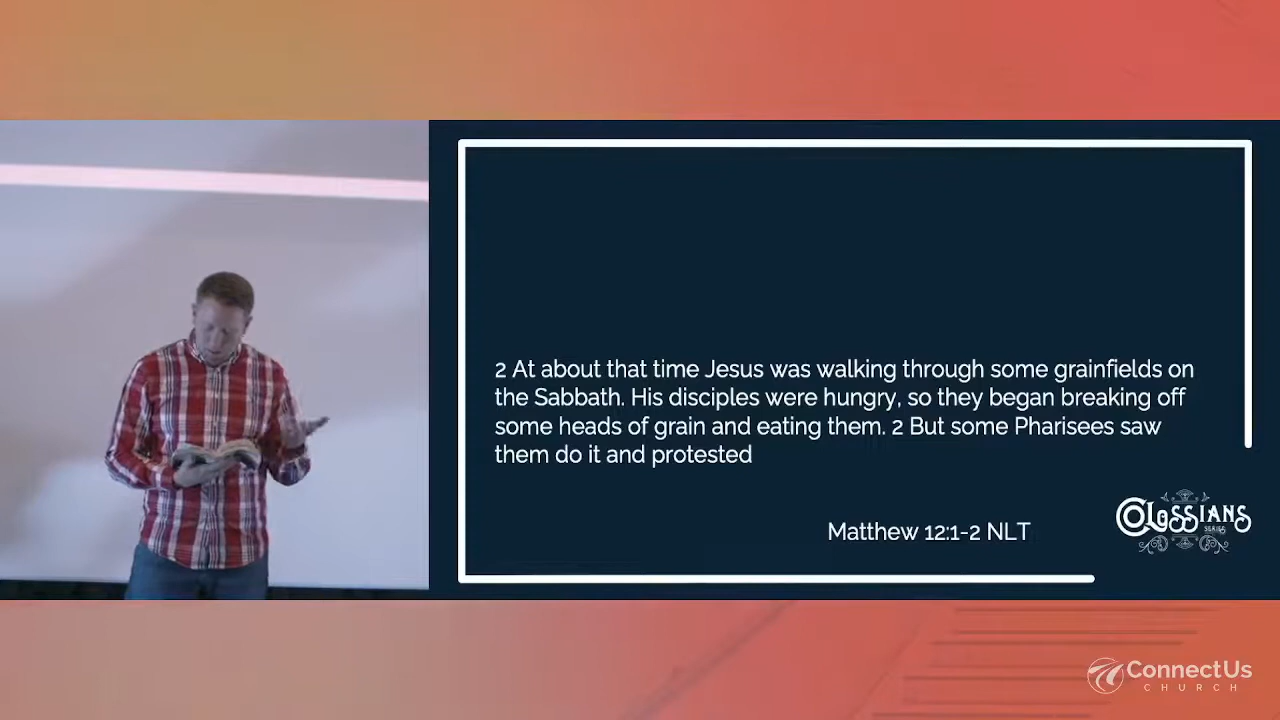 2 At about that time Jesus was walking through some grainfields on
the Sabbath. His disciples were hungry, so they began breaking off
some heads of grain and eating them. 2 But some Pharisees saw
them do it and protested
Matthew 12:1-2 NLT
COLOSSIANS
SERIES
ConnectUs
CHURCH